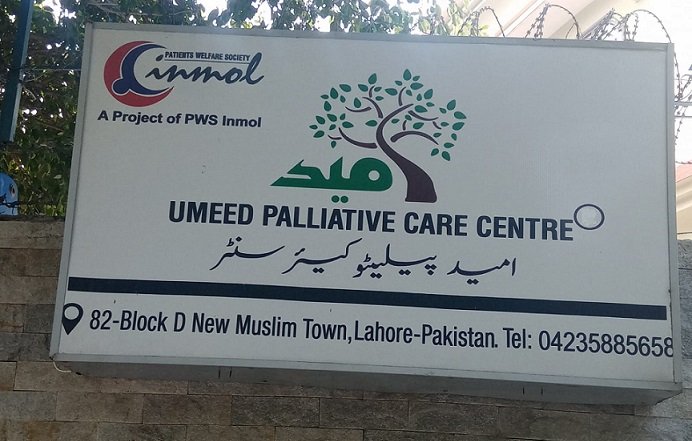 PATIENTS WELFARE SOCIETY
inmol
A Project of PWS Inmol
امید
UMEED PALLIATIVE CARE CENTRE
امید پیلیٹو کیئر سنٹر
82-Block D New Muslim Town, Lahore-Pakistan. Tel: 04235885658